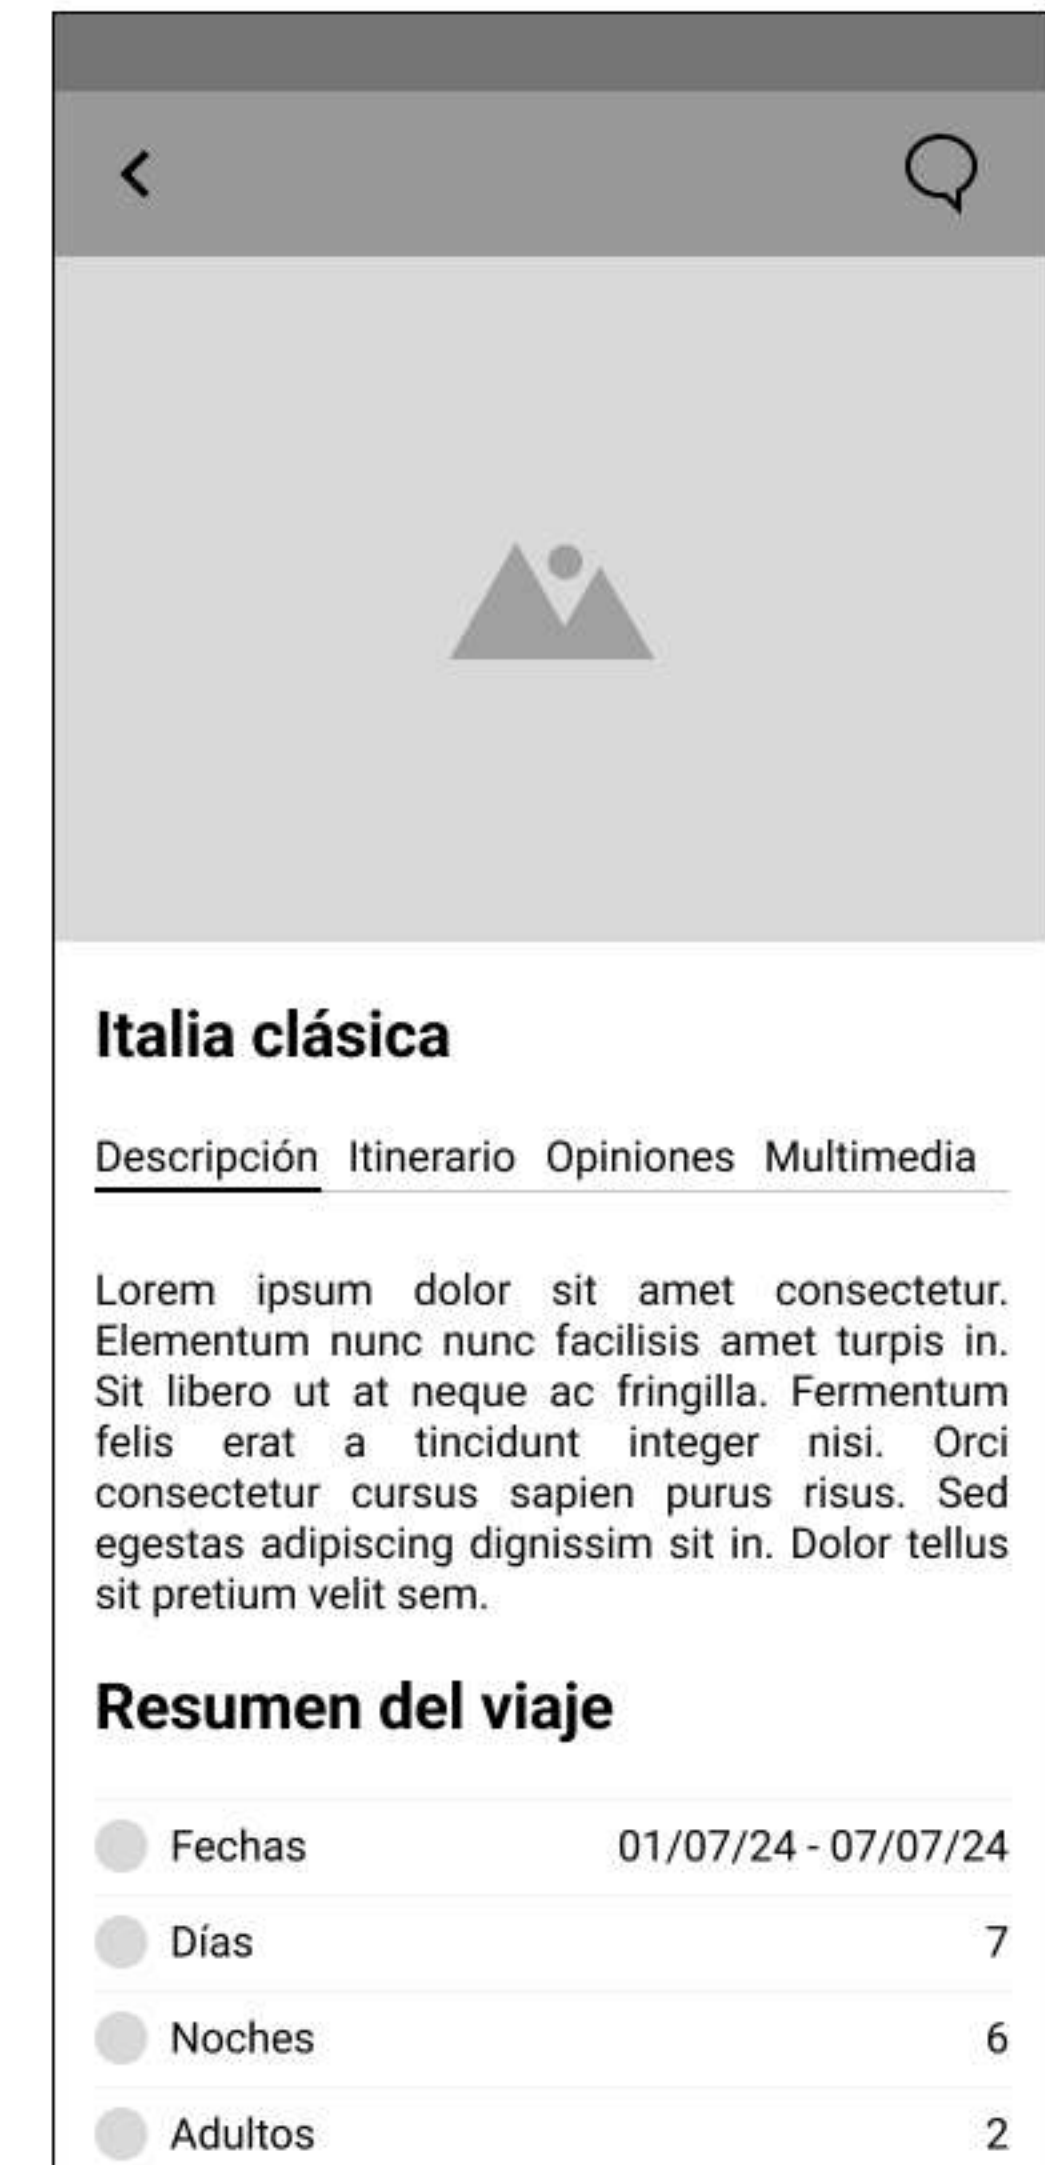 Italia clásica
Descripción Itinerario Opiniones Multimedia
Lorem ipsum dolor sit amet consectetur.
Elementum nunc nunc facilisis amet turpis in.
Sit libero ut at neque ac fringilla. Fermentum
felis erat a tincidunt integer nisi. Orci
consectetur cursus sapien purus risus. Sed
egestas adipiscing dignissim sit in. Dolor tellus
sit pretium velit sem.
Resumen del viaje
Fechas 01/07/24 - 07/07/24
Días 7
Noches 6
Adultos 2